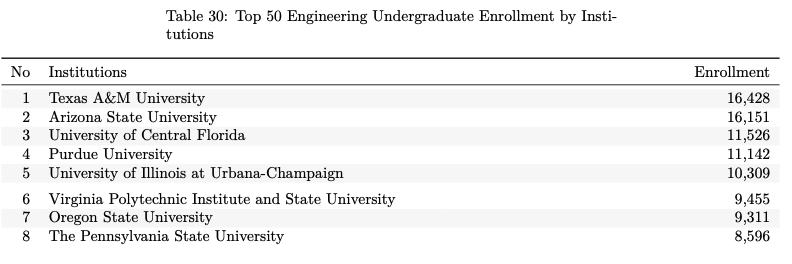 Table 30: Top 50 Engineering Undergraduate Enrollment by Insti-
tutions
No Institutions Enrollment
1 Texas A&M University 16,428
2 Arizona State University 16,151
3 University of Central Florida 11,526
4 Purdue University 11,142
5 University of Illinois at Urbana-Champaign 10,309
6 Virginia Polytechnic Institute and State University 9,455
7 Oregon State University 9,311
8 The Pennsylvania State University 8,596